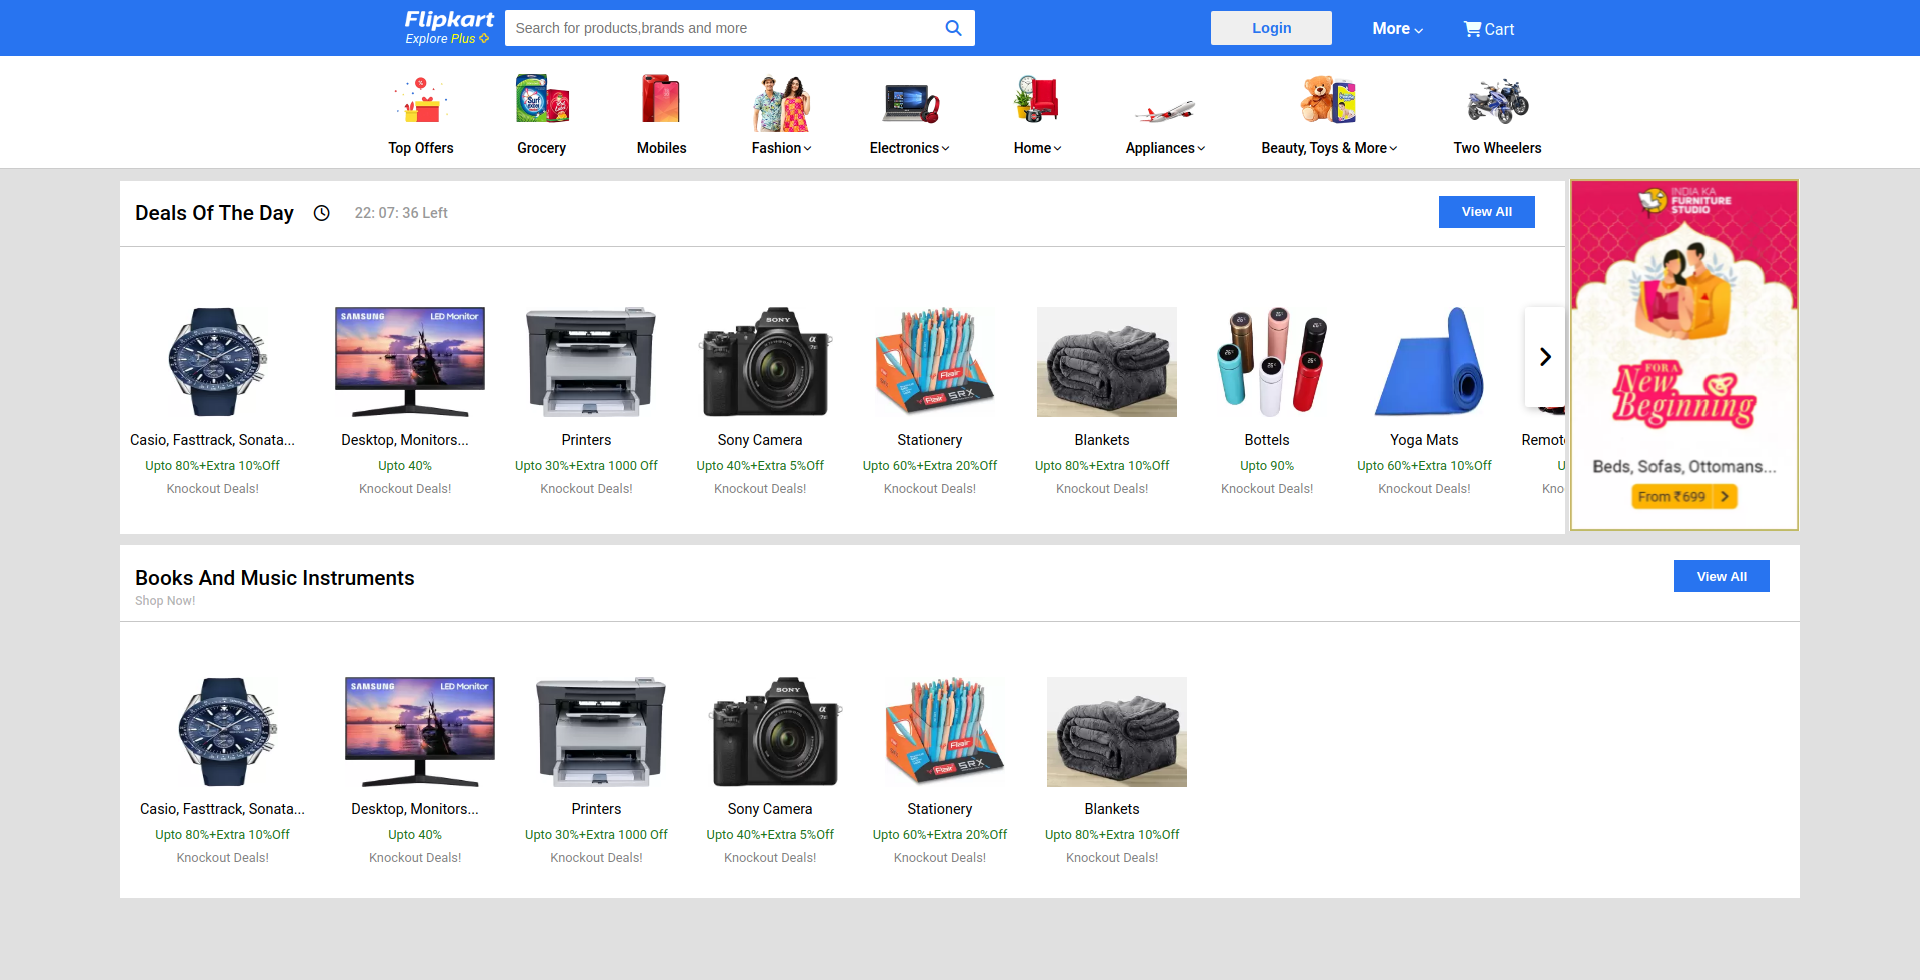 Flipkart
Explore Plus
Search for products,brands and more
Login
More
Cart
Top Offers
Grocery
Mobiles
Fashion
Electronics
Home
Appliances
Beauty, Toys & More
Two Wheelers
Surf
excel
Deals Of The Day
22: 07: 36 Left
View All
SAMSUNG
LED Monitor
SONY
α
Flair
Flair SRX
26°
Casio, Fasttrack, Sonata...
Upto 80%+Extra 10%Off
Knockout Deals!
Desktop, Monitors...
Upto 40%
Knockout Deals!
Printers
Upto 30%+Extra 1000 Off
Knockout Deals!
Sony Camera
Upto 40%+Extra 5%Off
Knockout Deals!
Stationery
Upto 60%+Extra 20%Off
Knockout Deals!
Blankets
Upto 80%+Extra 10%Off
Knockout Deals!
Bottels
Upto 90%
Knockout Deals!
Yoga Mats
Upto 60%+Extra 10%Off
Knockout Deals!
Remot
U
Kno
INDIA KA
FURNITURE
STUDIO
FOR A
New
Beginning
Beds, Sofas, Ottomans...
From ₹699
Books And Music Instruments
Shop Now!
View All
SAMSUNG
LED Monitor
SONY
α
Flair
Flair SRX
Casio, Fasttrack, Sonata...
Upto 80%+Extra 10%Off
Knockout Deals!
Desktop, Monitors...
Upto 40%
Knockout Deals!
Printers
Upto 30%+Extra 1000 Off
Knockout Deals!
Sony Camera
Upto 40%+Extra 5%Off
Knockout Deals!
Stationery
Upto 60%+Extra 20%Off
Knockout Deals!
Blankets
Upto 80%+Extra 10%Off
Knockout Deals!